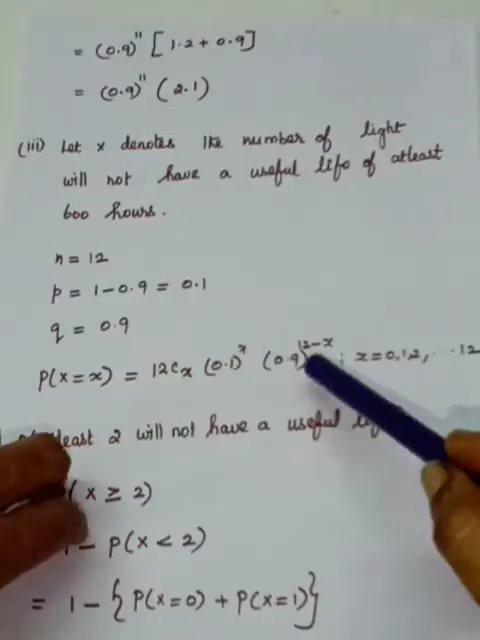 = (0.9)¹¹ [1.2 + 0.9]
= (0.9)¹¹ (2.1)
(iii) Let x denotes the number of light
will not have a useful life of atleast
600 hours.
n = 12
p = 1 - 0.9 = 0.1
q = 0.9
P(X=x) = 12Cₓ (0.1)ˣ (0.9)¹²⁻ˣ ; x = 0,1,2, ... 12
least 2 will not have a useful
(x ≥ 2)
1 - P(x < 2)
= 1 - {P(x=0) + P(x=1)}